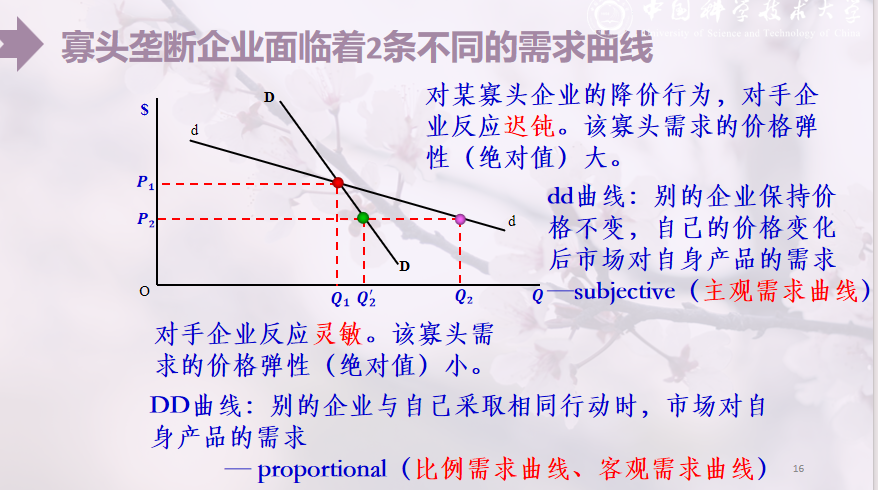 中国科学技术大学
University of Science and Technology of China
寡头垄断企业面临着2条不同的需求曲线
对某寡头企业的降价行为，对手企
业反应迟钝。该寡头需求的价格弹
性（绝对值）大。
$
D
d
P₁
P₂
d
D
O
Q₁ Q₂′
Q₂
Q
dd曲线：别的企业保持价
格不变，自己的价格变化
后市场对自身产品的需求
—subjective（主观需求曲线）
对手企业反应灵敏。该寡头需
求的价格弹性（绝对值）小。
DD曲线：别的企业与自己采取相同行动时，市场对自
身产品的需求
— proportional（比例需求曲线、客观需求曲线）
16